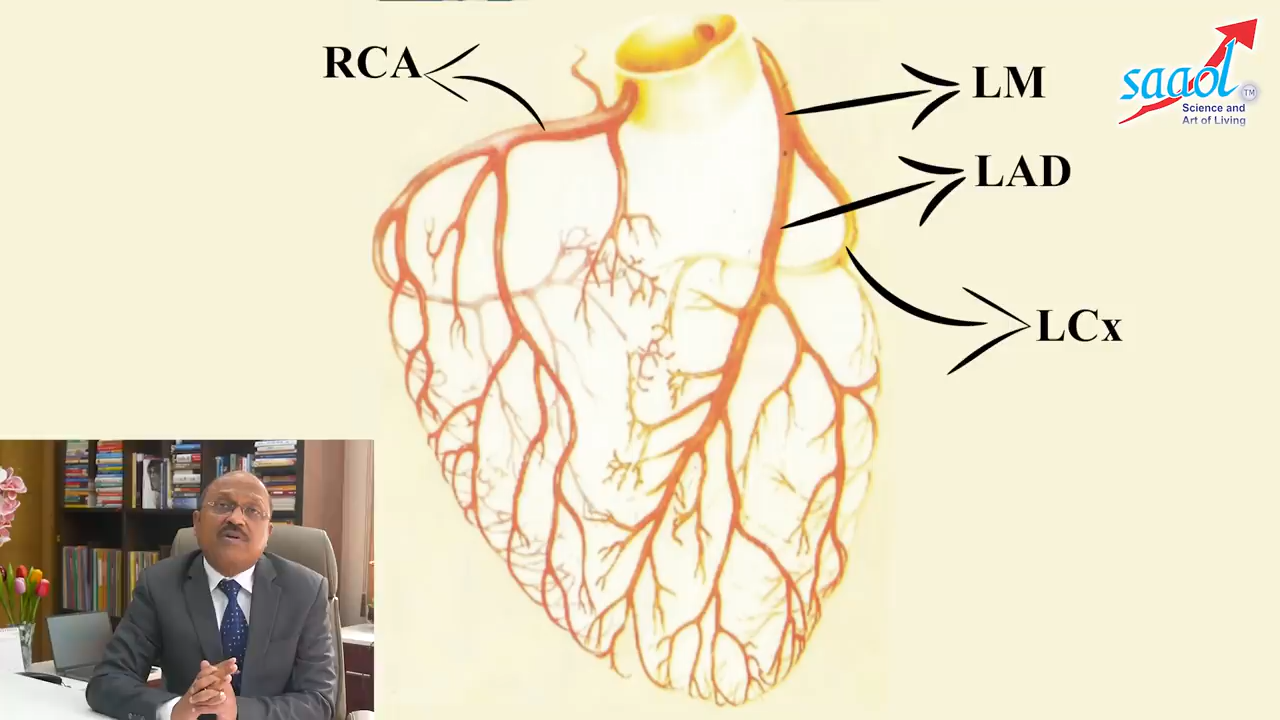 RCA
LM
LAD
LCx
saaol TM
Science and
Art of Living